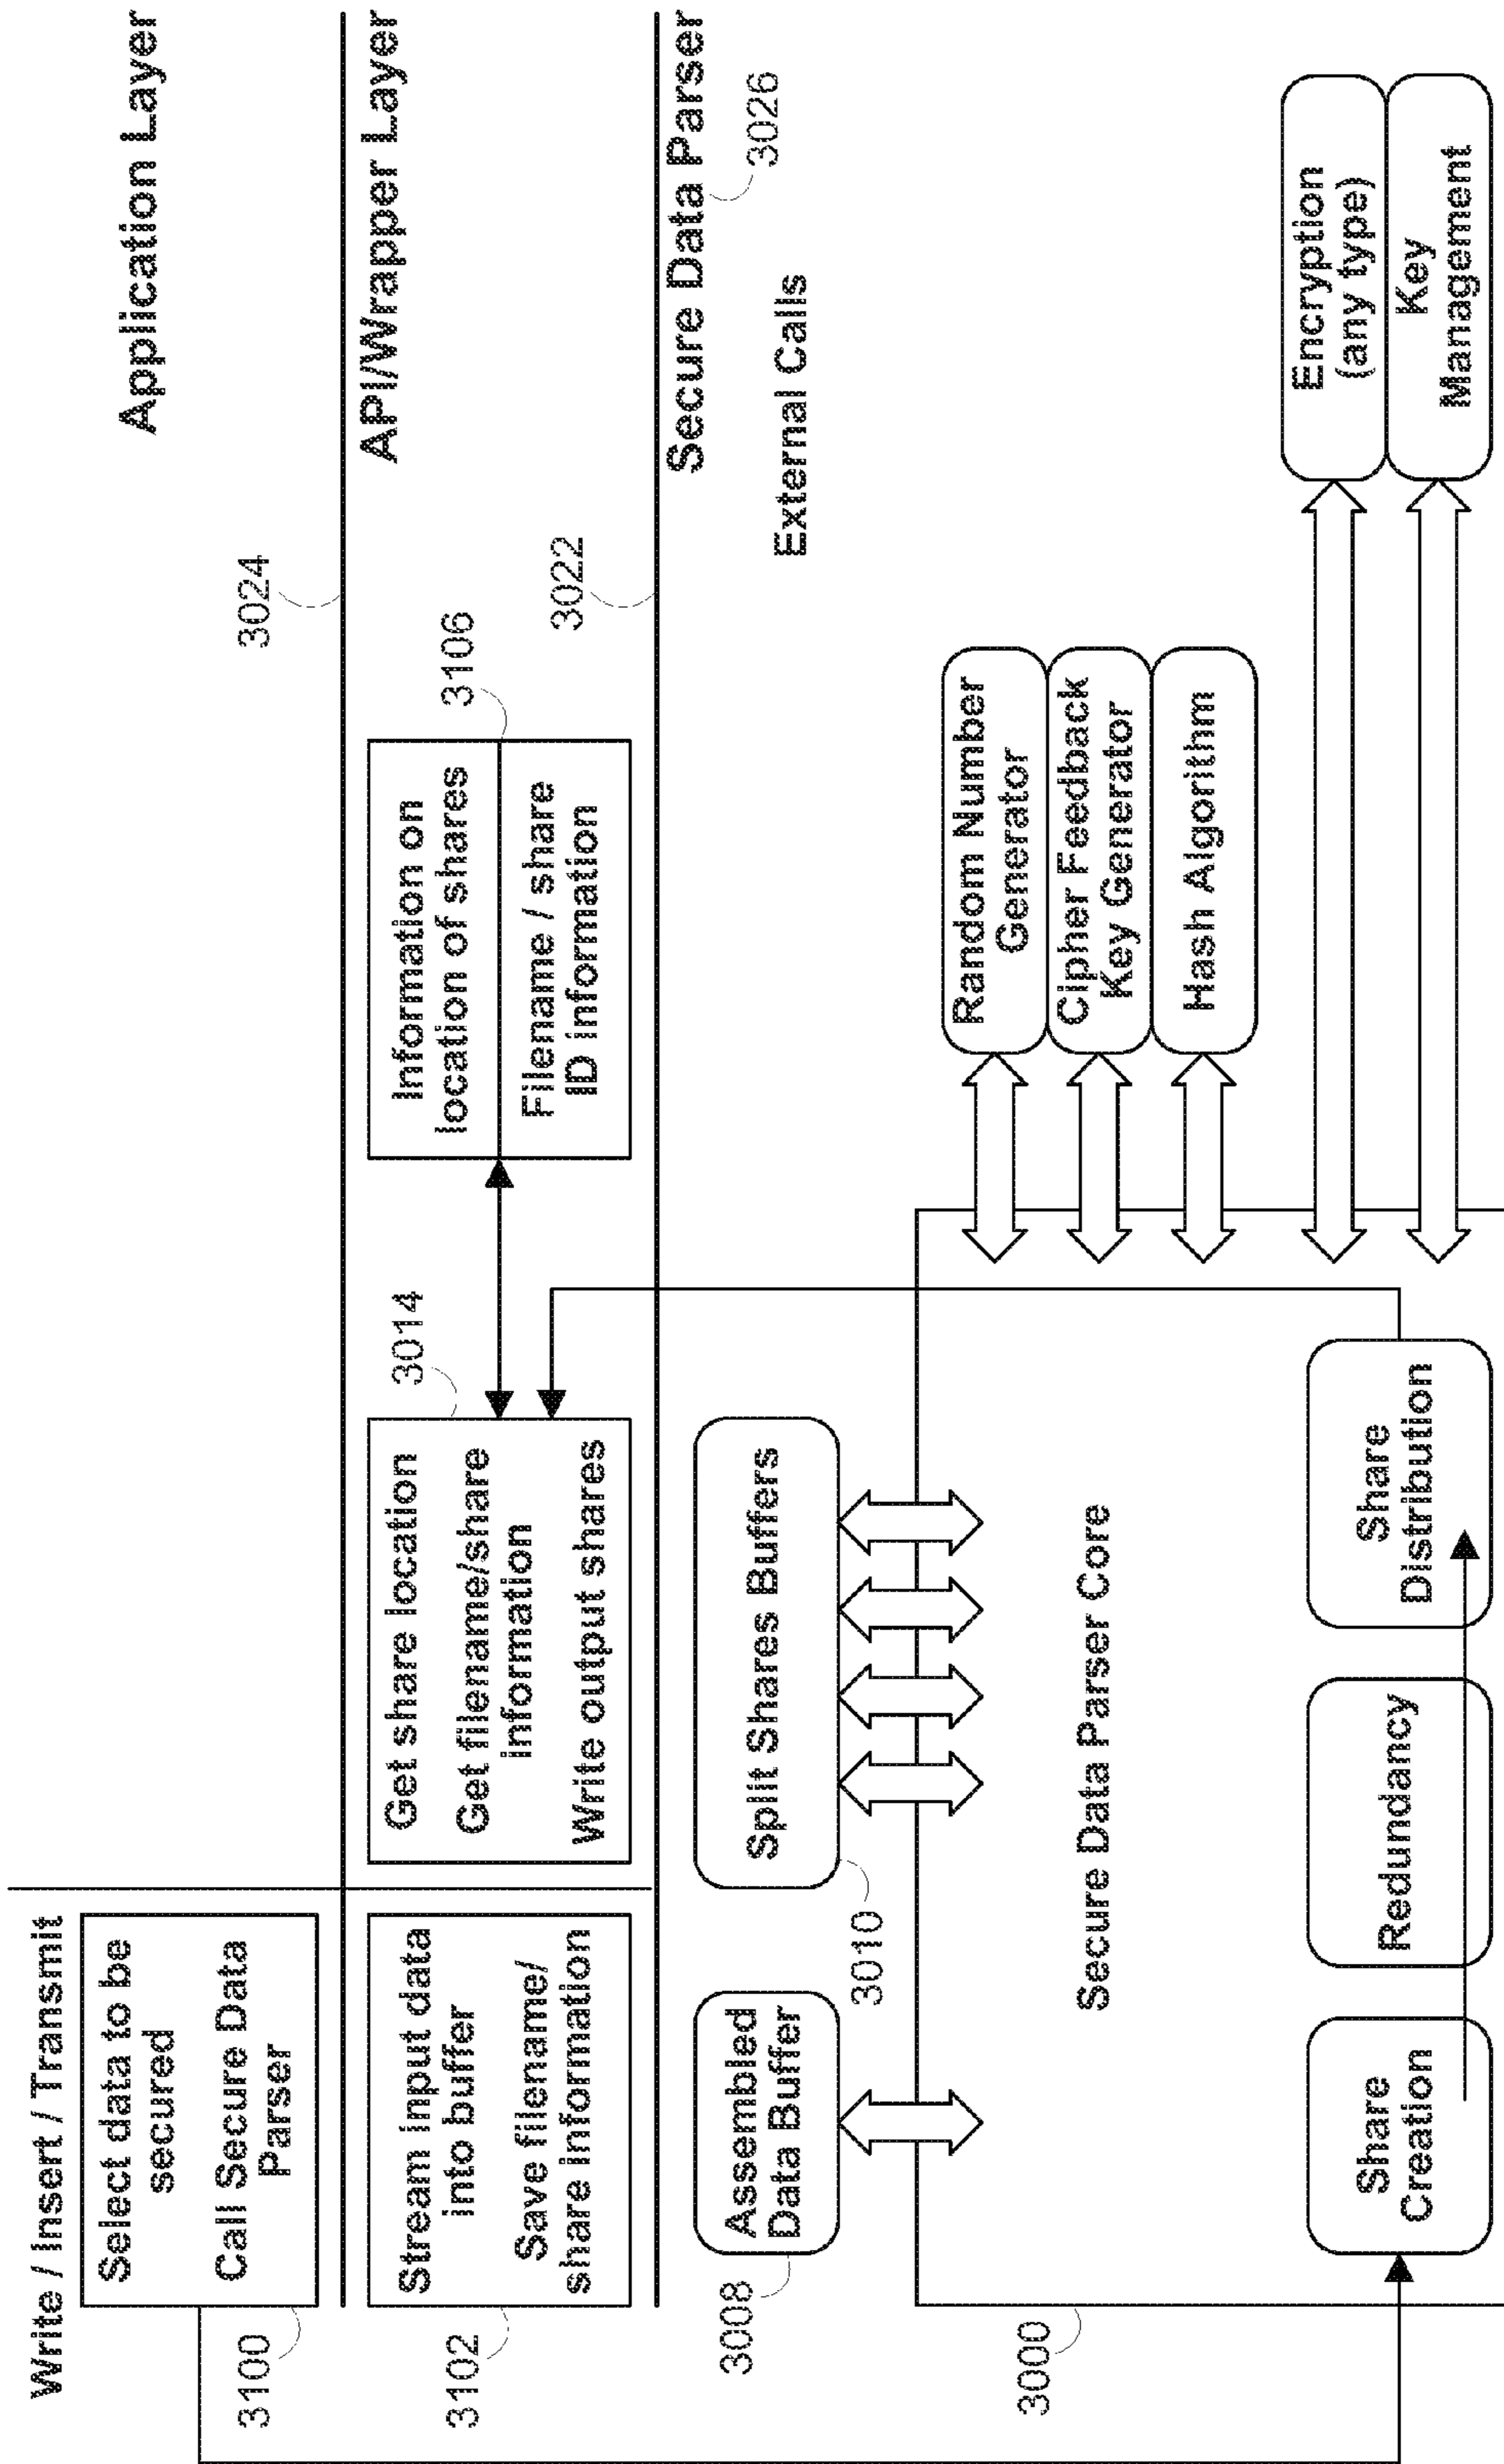 Write / Insert / Transmit
Select data to be
secured
Call Secure Data
Parser
3100
Application Layer
3024
Stream input data
into buffer
Save filename/
share information
3102
Get share location
Get filename/share
information
Write output shares
3014
Information on
location of shares
Filename / share
ID information
3106
API/Wrapper Layer
3022
Secure Data Parser
3026
External Calls
Assembled
Data Buffer
3008
Split Shares Buffers
3010
Secure Data Parser Core
3000
Share
Creation
Redundancy
Share
Distribution
Random Number
Generator
Cipher Feedback
Key Generator
Hash Algorithm
Encryption
(any type)
Key
Management